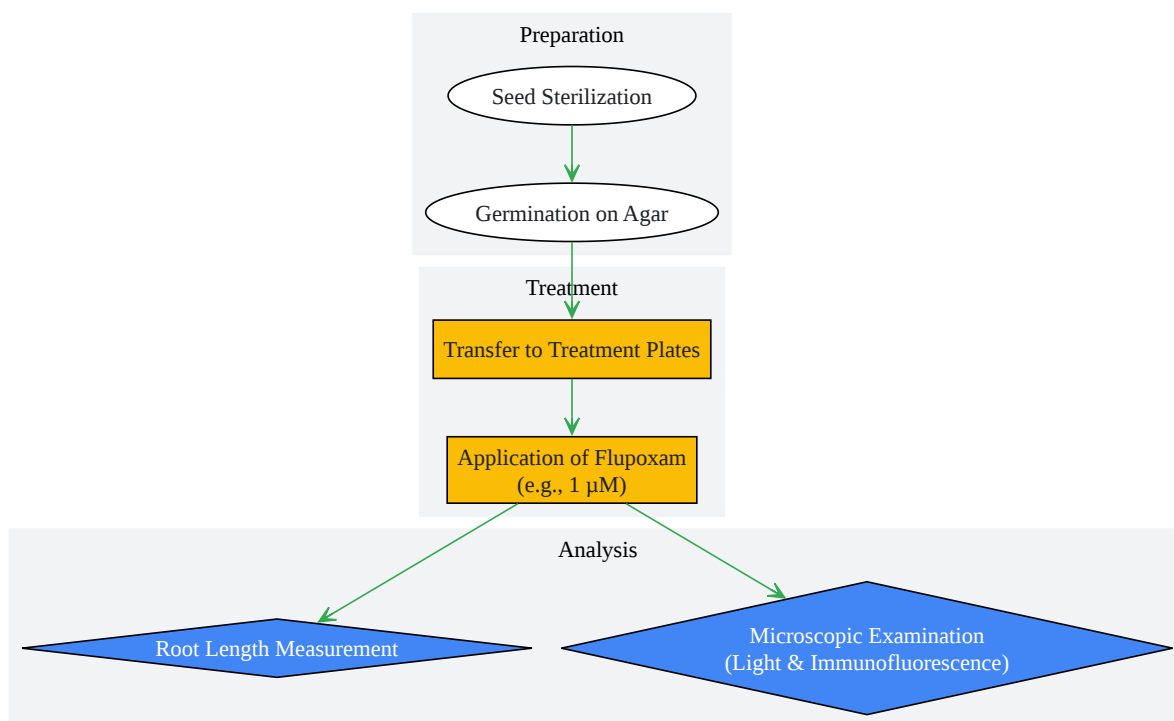 Preparation
Seed Sterilization
Germination on Agar
Treatment
Transfer to Treatment Plates
Application of Flupoxam
(e.g., 1 µM)
Analysis
Root Length Measurement
Microscopic Examination
(Light & Immunofluorescence)